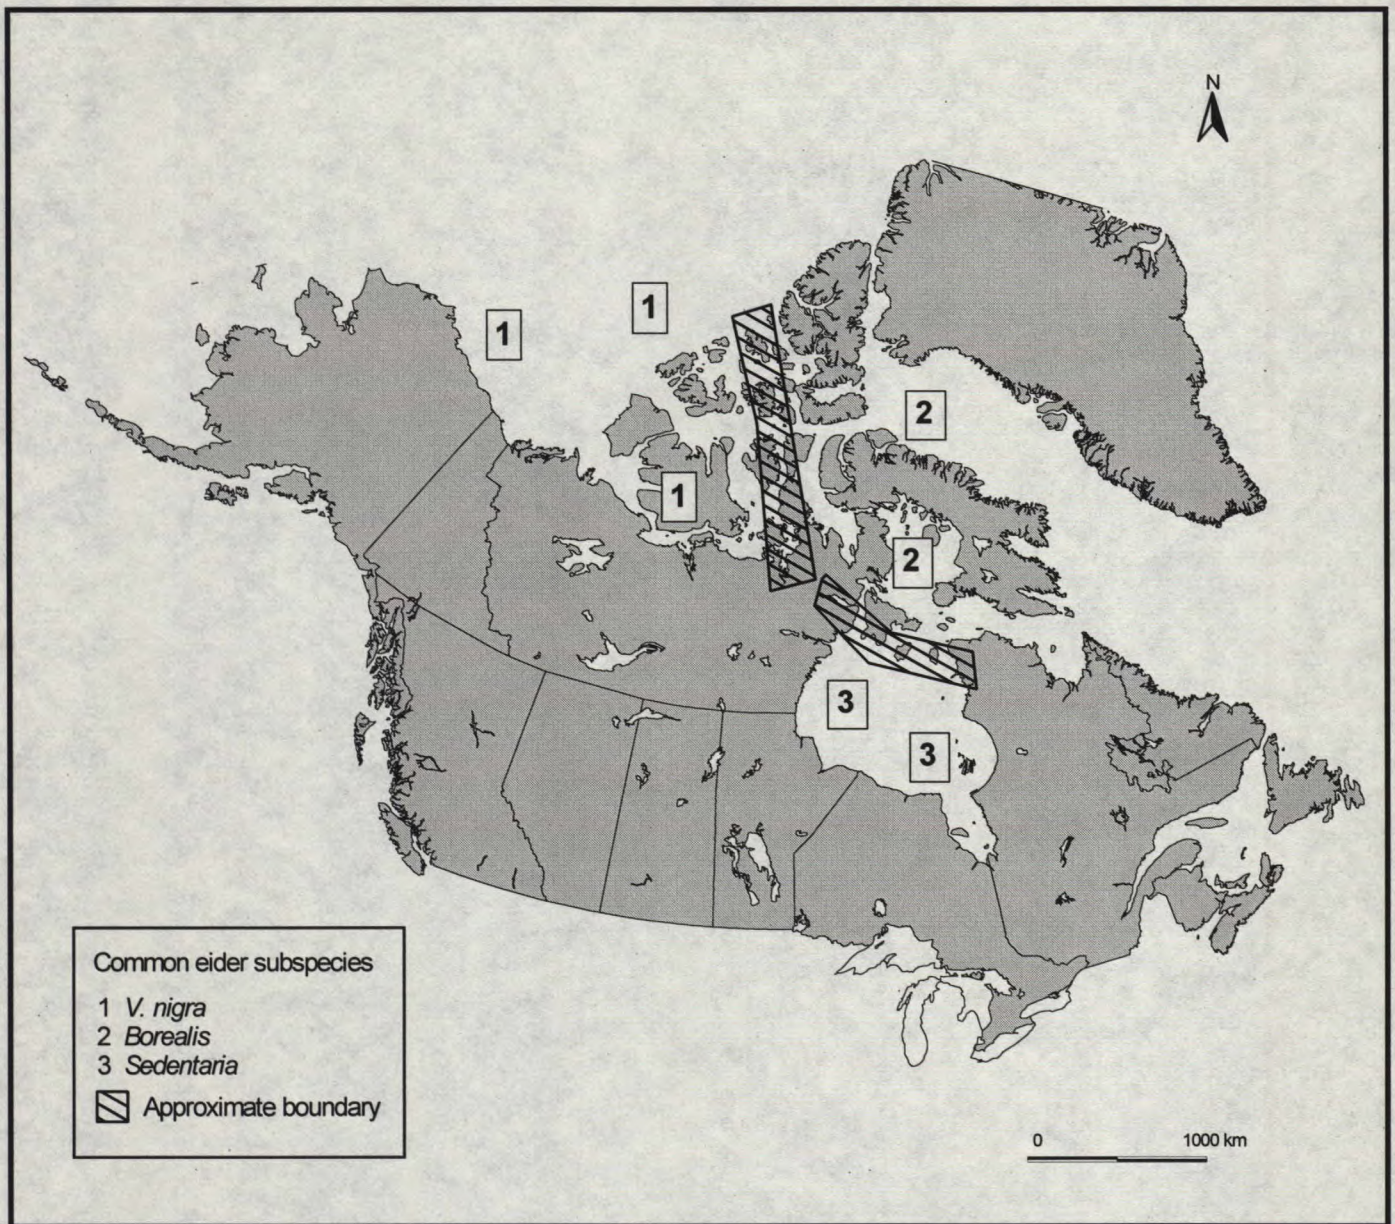 N
1
1
2
1
2
3
3
Common eider subspecies
1 V. nigra
2 Borealis
3 Sedentaria
Approximate boundary
0 1000 km